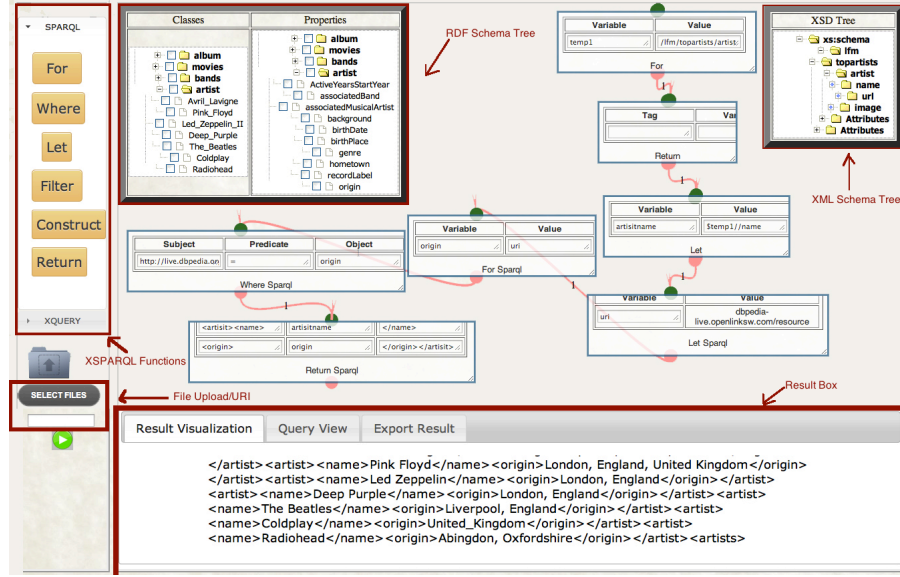 SPARQL
For
Where
Let
Filter
Construct
Return
XQUERY
XSPARQL Functions
SELECT FILES
File Upload/URI
Classes
album
movies
bands
artist
Avril_Lavigne
Pink_Floyd
Led_Zeppelin_II
Deep_Purple
The_Beatles
Coldplay
Radiohead
Properties
album
movies
bands
artist
ActiveYearsStartYear
associatedBand
associatedMusicalArtist
background
birthDate
birthPlace
genre
hometown
recordLabel
origin
RDF Schema Tree
Variable Value
temp1 /lfm/topartists/artist
For
1
Tag Var
Return
1
Variable Value
artisitname $temp1//name
Let
1
Variable Value
uri dbpedia-
live.openlinksw.com/resource
Let Sparql
1
Variable Value
origin uri
For Sparql
Subject Predicate Object
http://live.dbpedia.or = origin
Where Sparql
1
<artisit><name> artisitname </name>
<origin> origin </origin></artisit>
Return Sparql
XSD Tree
xs:schema
lfm
topartists
artist
name
url
image
Attributes
Attributes
XML Schema Tree
Result Box
Result Visualization Query View Export Result
</artist><artist><name>Pink Floyd</name><origin>London, England, United Kingdom</origin>
</artist><artist><name>Led Zeppelin</name><origin>London, England</origin></artist>
<artist><name>Deep Purple</name><origin>London, England</origin></artist><artist>
<name>The Beatles</name><origin>Liverpool, England</origin></artist><artist>
<name>Coldplay</name><origin>United_Kingdom</origin></artist><artist>
<name>Radiohead</name><origin>Abingdon, Oxfordshire</origin></artist><artists>